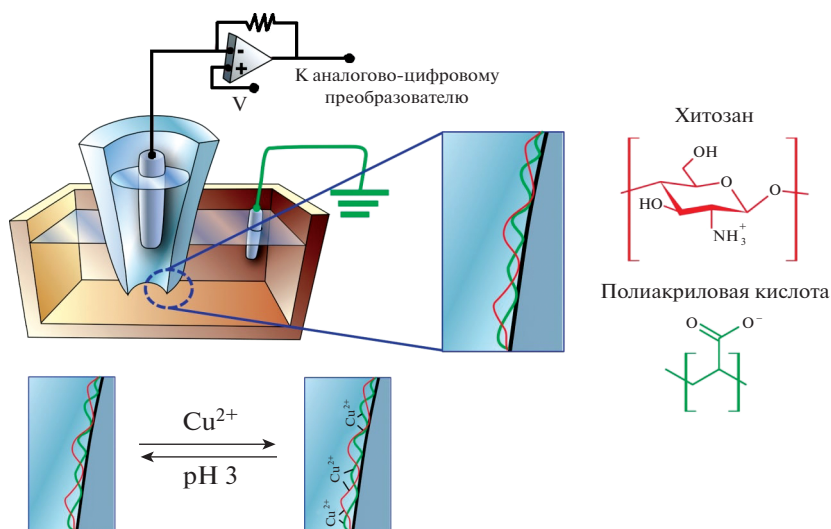 -
+
V
К аналогово-цифровому
преобразователю
Хитозан
OH
O
O
HO
NH₃⁺
Полиакриловая кислота
O
O⁻
Cu²⁺
pH 3
Cu²⁺
Cu²⁺
Cu²⁺